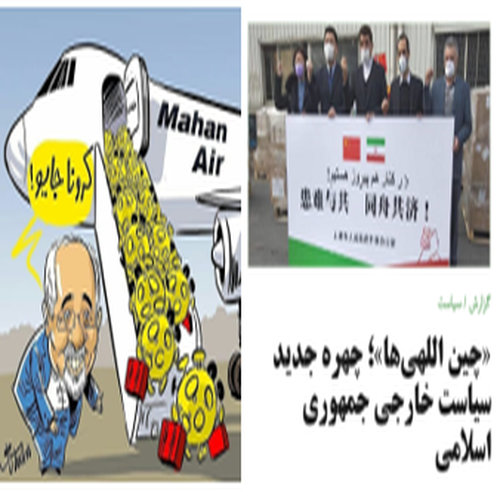 Mahan
Air
کرونا جایو!
در کنار هم پیروز هستیم!
患难与共 同舟共济！
گزارش / سیاست
«چین اللهی‌ها»؛ چهره جدید
سیاست خارجی جمهوری
اسلامی